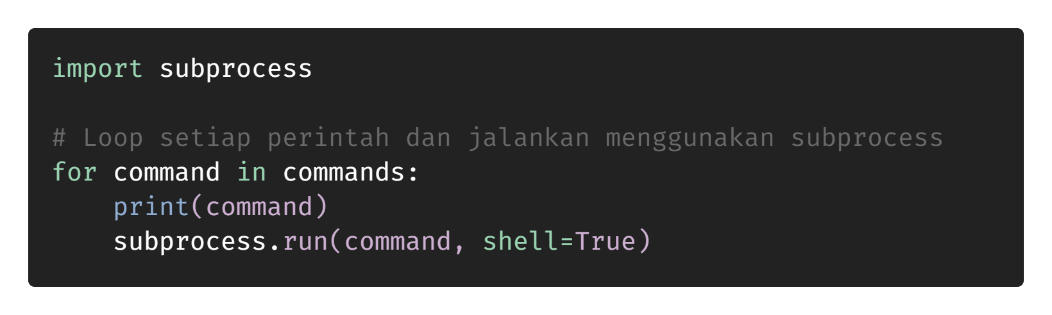 import subprocess
# Loop setiap perintah dan jalankan menggunakan subprocess
for command in commands:
    print(command)
    subprocess.run(command, shell=True)